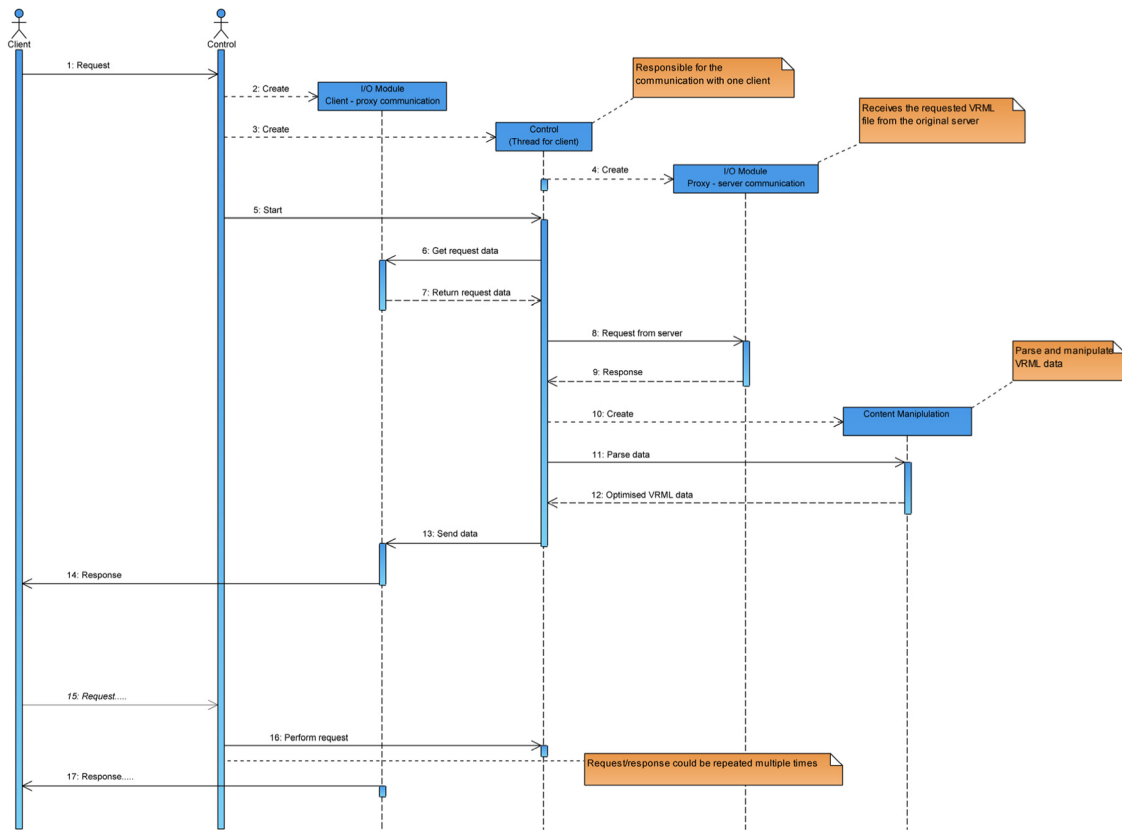 Client
Control
1: Request
2: Create
I/O Module
Client - proxy communication
Responsible for the
communication with one client
3: Create
Control
(Thread for client)
Receives the requested VRML
file from the original server
4: Create
I/O Module
Proxy - server communication
5: Start
6: Get request data
7: Return request data
8: Request from server
9: Response
Parse and manipulate
VRML data
10: Create
Content Maniplulation
11: Parse data
12: Optimised VRML data
13: Send data
14: Response
15: Request.....
16: Perform request
Request/response could be repeated multiple times
17: Response.....